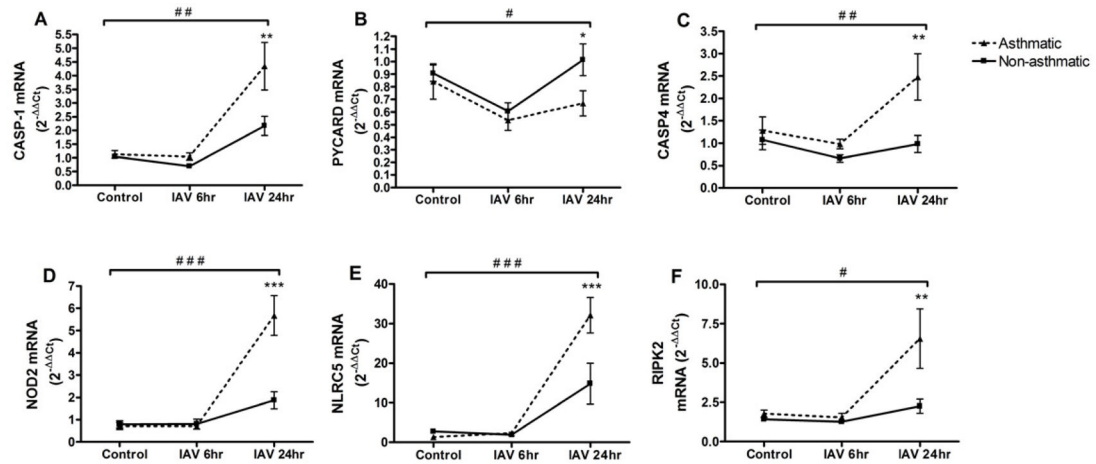 A
CASP-1 mRNA
(2^-ΔΔCt)
# #
**
5.5
5.0
4.5
4.0
3.5
3.0
2.5
2.0
1.5
1.0
0.5
0.0
Control IAV 6hr IAV 24hr
B
PYCARD mRNA
(2^-ΔΔCt)
#
*
1.2
1.1
1.0
0.9
0.8
0.7
0.6
0.5
0.4
0.3
0.2
0.1
0.0
Control IAV 6hr IAV 24hr
C
CASP4 mRNA
(2^-ΔΔCt)
# #
**
3.5
3.0
2.5
2.0
1.5
1.0
0.5
0.0
Control IAV 6hr IAV 24hr
Asthmatic
Non-asthmatic
D
NOD2 mRNA
(2^-ΔΔCt)
# # #
***
7
6
5
4
3
2
1
0
Control IAV 6hr IAV 24hr
E
NLRC5 mRNA
(2^-ΔΔCt)
# # #
***
40
30
20
10
0
Control IAV 6hr IAV 24hr
F
RIPK2
mRNA (2^-ΔΔCt)
#
**
10.0
7.5
5.0
2.5
0.0
Control IAV 6hr IAV 24hr